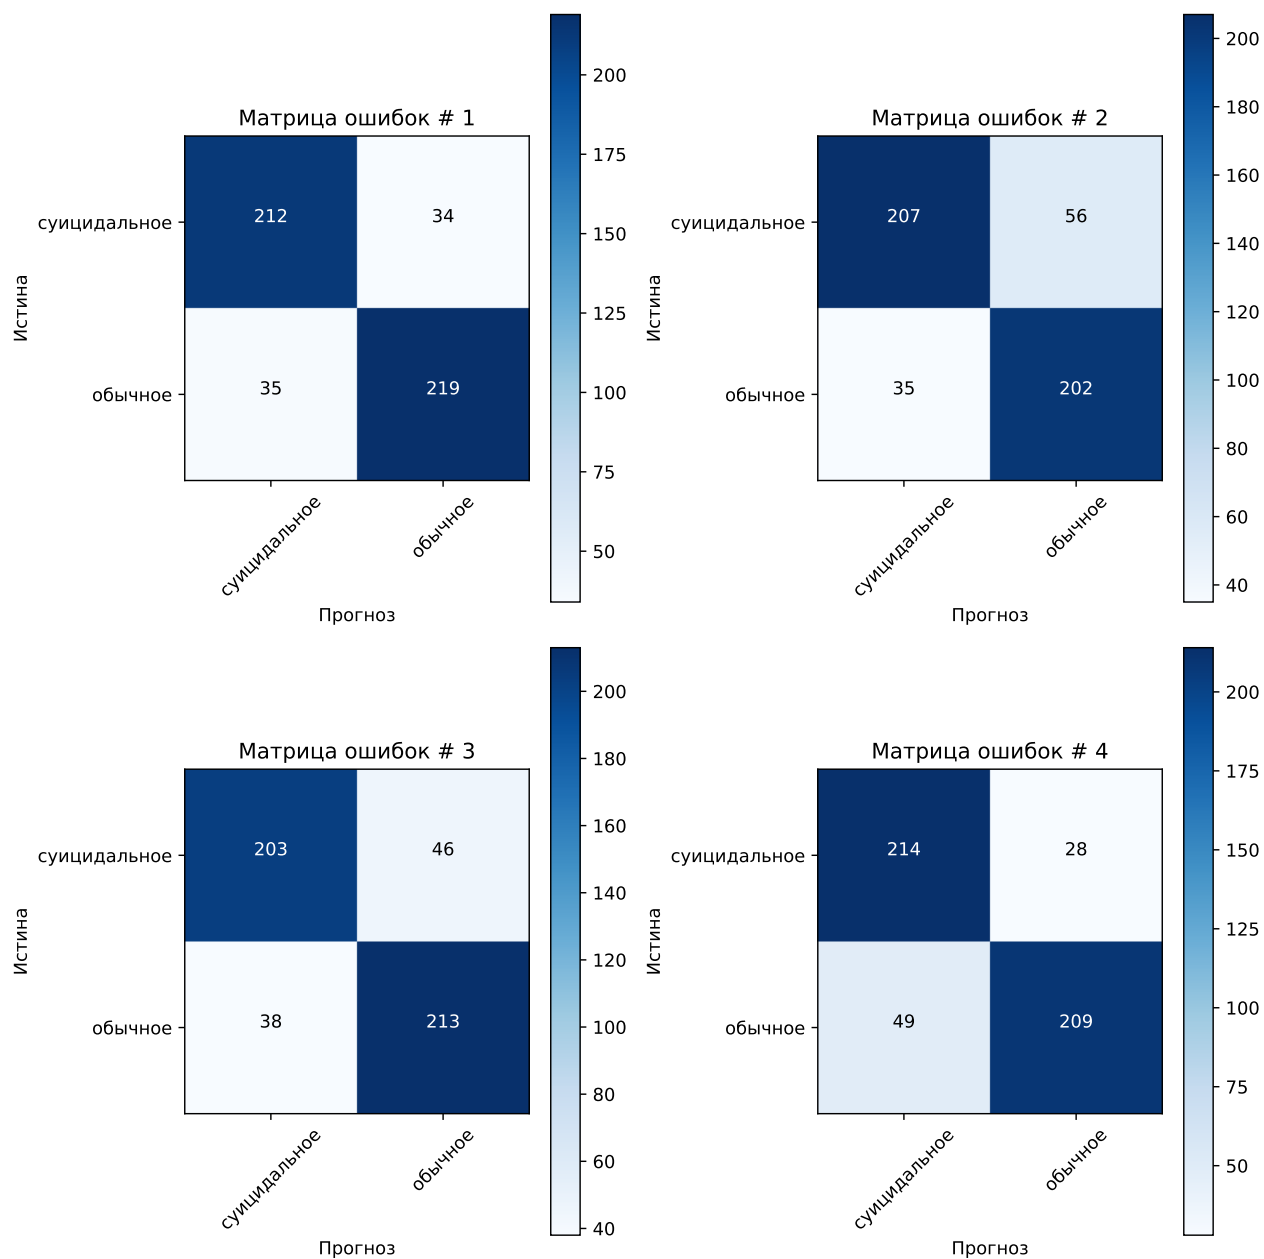 Матрица ошибок # 1
суицидальное
обычное
Истина
212
34
35
219
суицидальное
обычное
Прогноз
200
175
150
125
100
75
50
Матрица ошибок # 2
суицидальное
обычное
Истина
207
56
35
202
суицидальное
обычное
Прогноз
200
180
160
140
120
100
80
60
40
Матрица ошибок # 3
суицидальное
обычное
Истина
203
46
38
213
суицидальное
обычное
Прогноз
200
180
160
140
120
100
80
60
40
Матрица ошибок # 4
суицидальное
обычное
Истина
214
28
49
209
суицидальное
обычное
Прогноз
200
175
150
125
100
75
50